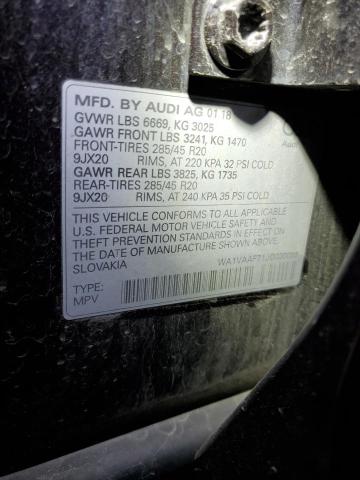 MFD. BY AUDI AG 01 18
GVWR LBS 6669, KG 3025
GAWR FRONT LBS 3241, KG 1470
FRONT-TIRES 285/45 R20
9JX20 RIMS, AT 220 KPA 32 PSI COLD
GAWR REAR LBS 3825, KG 1735
REAR-TIRES 285/45 R20
9JX20 RIMS, AT 240 KPA 35 PSI COLD
THIS VEHICLE CONFORMS TO ALL APPLICABLE
U.S. FEDERAL MOTOR VEHICLE SAFETY AND
THEFT PREVENTION STANDARDS IN EFFECT ON
THE DATE OF MANUFACTURE SHOWN ABOVE.
SLOVAKIA
TYPE:
MPV
Audi